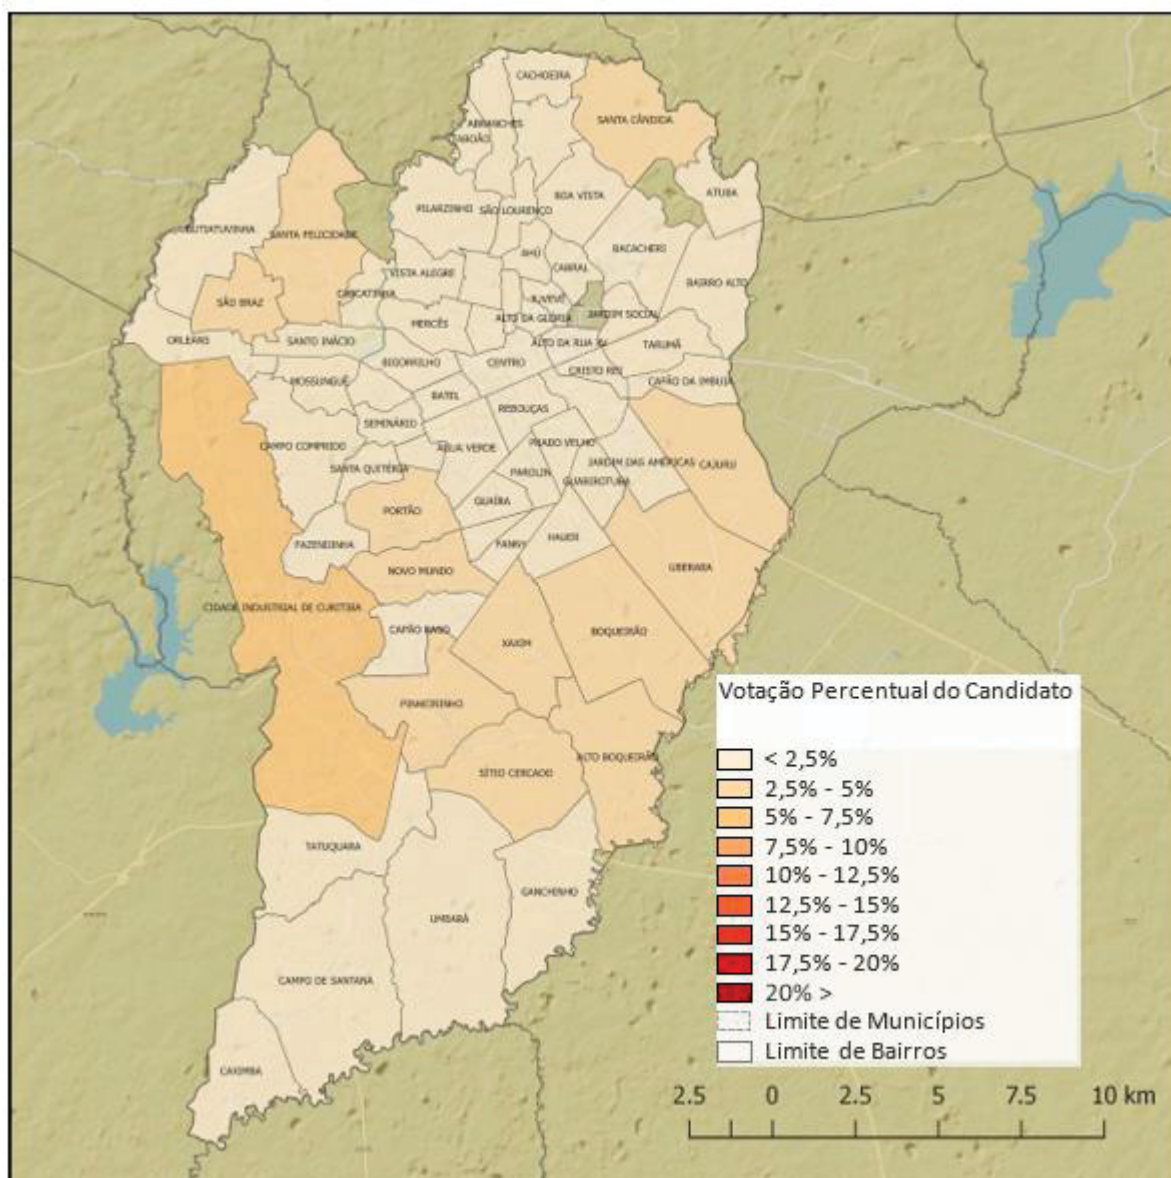 CACHOEIRA
ABRANCHES
SANTA CÂNDIDA
TABOÃO
BOA VISTA
ATUBA
PILARZINHO
SÃO LOURENÇO
BUTIATUVINHA
SANTA FELICIDADE
BACACHERI
AHÚ
CABRAL
VISTA ALEGRE
BAIRRO ALTO
CASCATINHA
SÃO BRAZ
JUVEVÊ
ALTO DA GLÓRIA
JARDIM SOCIAL
MERCÊS
ORLEANS
SANTO INÁCIO
ALTO DA RUA XV
TARUMÃ
BIGORRILHO
CENTRO
CRISTO REI
MOSSUNGUÊ
CAPÃO DA IMBUIA
BATEL
REBOUÇAS
SEMINÁRIO
CAMPO COMPRIDO
ÁGUA VERDE
PRADO VELHO
SANTA QUITÉRIA
JARDIM DAS AMÉRICAS
CAJURU
PAROLIN
GUABIROTUBA
GUAÍRA
PORTÃO
HAUER
FAZENDINHA
FANNY
NOVO MUNDO
UBERABA
CIDADE INDUSTRIAL DE CURITIBA
CAPÃO RASO
XAXIM
BOQUEIRÃO
PINHEIRINHO
ALTO BOQUEIRÃO
SÍTIO CERCADO
TATUQUARA
GANCHINHO
UMBARÁ
CAMPO DE SANTANA
CAXIMBA
Votação Percentual do Candidato
< 2,5%
2,5% - 5%
5% - 7,5%
7,5% - 10%
10% - 12,5%
12,5% - 15%
15% - 17,5%
17,5% - 20%
20% >
Limite de Municípios
Limite de Bairros
2.5 0 2.5 5 7.5 10 km